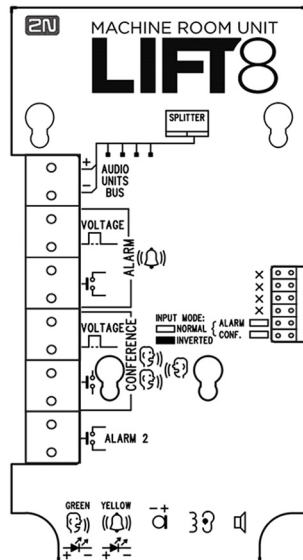 2N
MACHINE ROOM UNIT
LIFT8
SPLITTER
+
-
AUDIO
UNITS
BUS
VOLTAGE
ALARM
VOLTAGE
CONFERENCE
INPUT MODE:
NORMAL
INVERTED
ALARM
CONF.
X
X
X
X
ALARM 2
GREEN YELLOW
- +
+ - + -